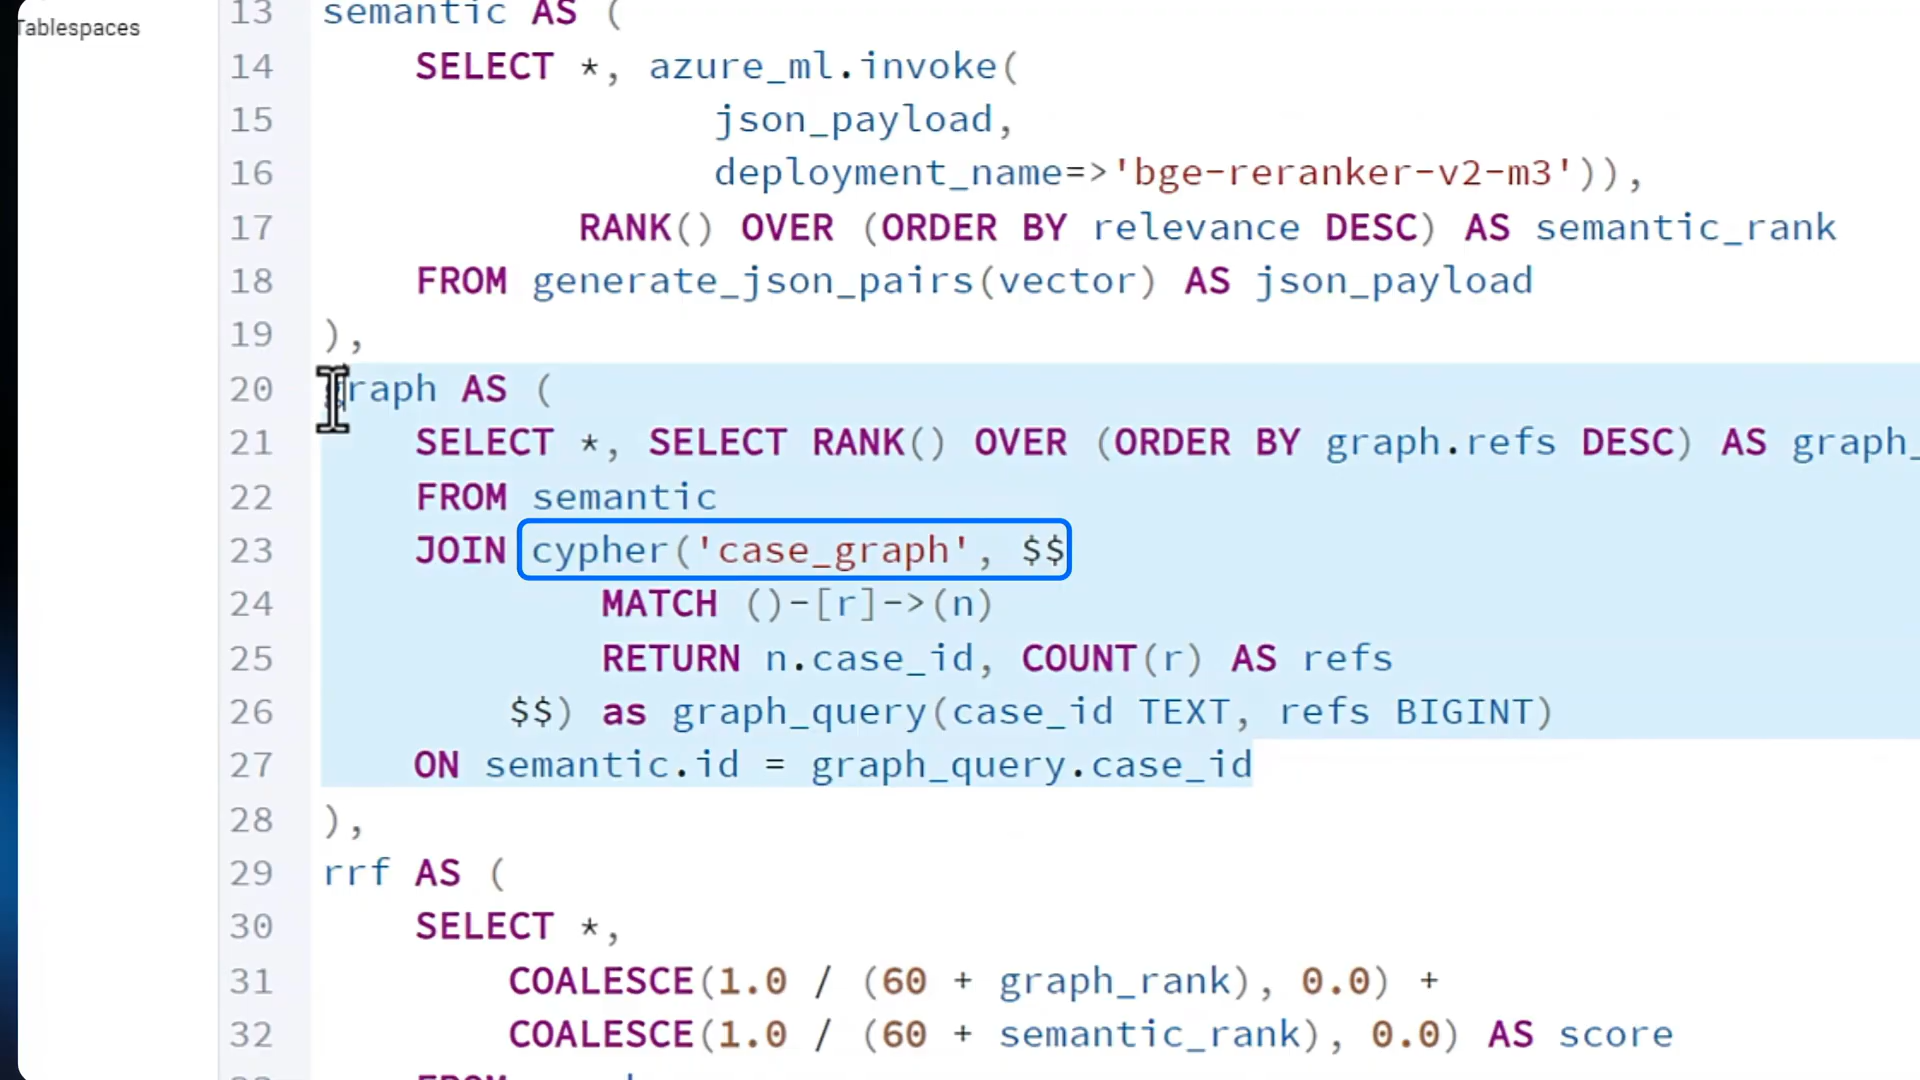 Tablespaces
13 semantic AS (
14 SELECT *, azure_ml.invoke(
15 json_payload,
16 deployment_name=>'bge-reranker-v2-m3')),
17 RANK() OVER (ORDER BY relevance DESC) AS semantic_rank
18 FROM generate_json_pairs(vector) AS json_payload
19 ),
20 graph AS (
21 SELECT *, SELECT RANK() OVER (ORDER BY graph.refs DESC) AS graph_
22 FROM semantic
23 JOIN cypher('case_graph', $$
24 MATCH ()-[r]->(n)
25 RETURN n.case_id, COUNT(r) AS refs
26 $$) as graph_query(case_id TEXT, refs BIGINT)
27 ON semantic.id = graph_query.case_id
28 ),
29 rrf AS (
30 SELECT *,
31 COALESCE(1.0 / (60 + graph_rank), 0.0) +
32 COALESCE(1.0 / (60 + semantic_rank), 0.0) AS score
FROM